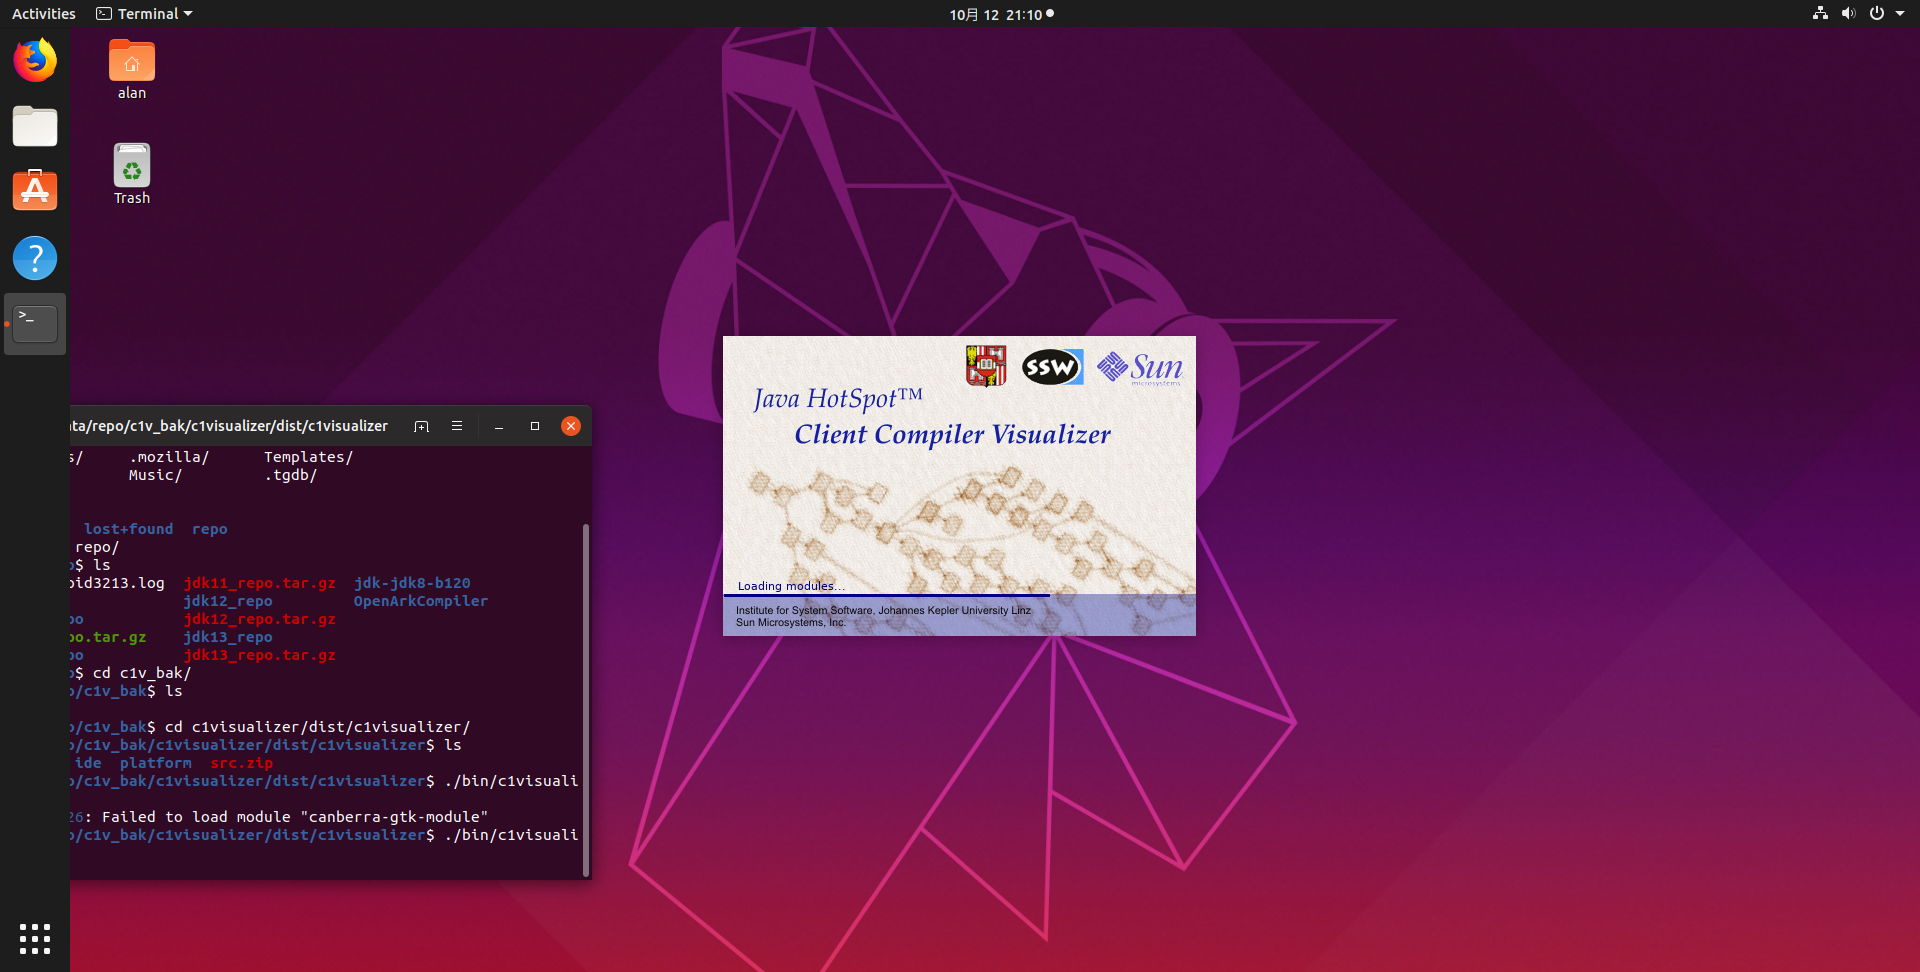 Activities
Terminal
10月 12 21:10
alan
Trash
ata/repo/c1v_bak/c1visualizer/dist/c1visualizer
s/ .mozilla/ Templates/
Music/ .tgdb/
lost+found repo
repo/
$ ls
pid3213.log jdk11_repo.tar.gz jdk-jdk8-b120
jdk12_repo OpenArkCompiler
po jdk12_repo.tar.gz
po.tar.gz jdk13_repo
po jdk13_repo.tar.gz
$ cd c1v_bak/
o/c1v_bak$ ls
o/c1v_bak$ cd c1visualizer/dist/c1visualizer/
o/c1v_bak/c1visualizer/dist/c1visualizer$ ls
ide platform src.zip
o/c1v_bak/c1visualizer/dist/c1visualizer$ ./bin/c1visuali
26: Failed to load module "canberra-gtk-module"
o/c1v_bak/c1visualizer/dist/c1visualizer$ ./bin/c1visuali
SSW
Sun
microsystems
Java HotSpot™
Client Compiler Visualizer
Loading modules...
Institute for System Software, Johannes Kepler University Linz
Sun Microsystems, Inc.